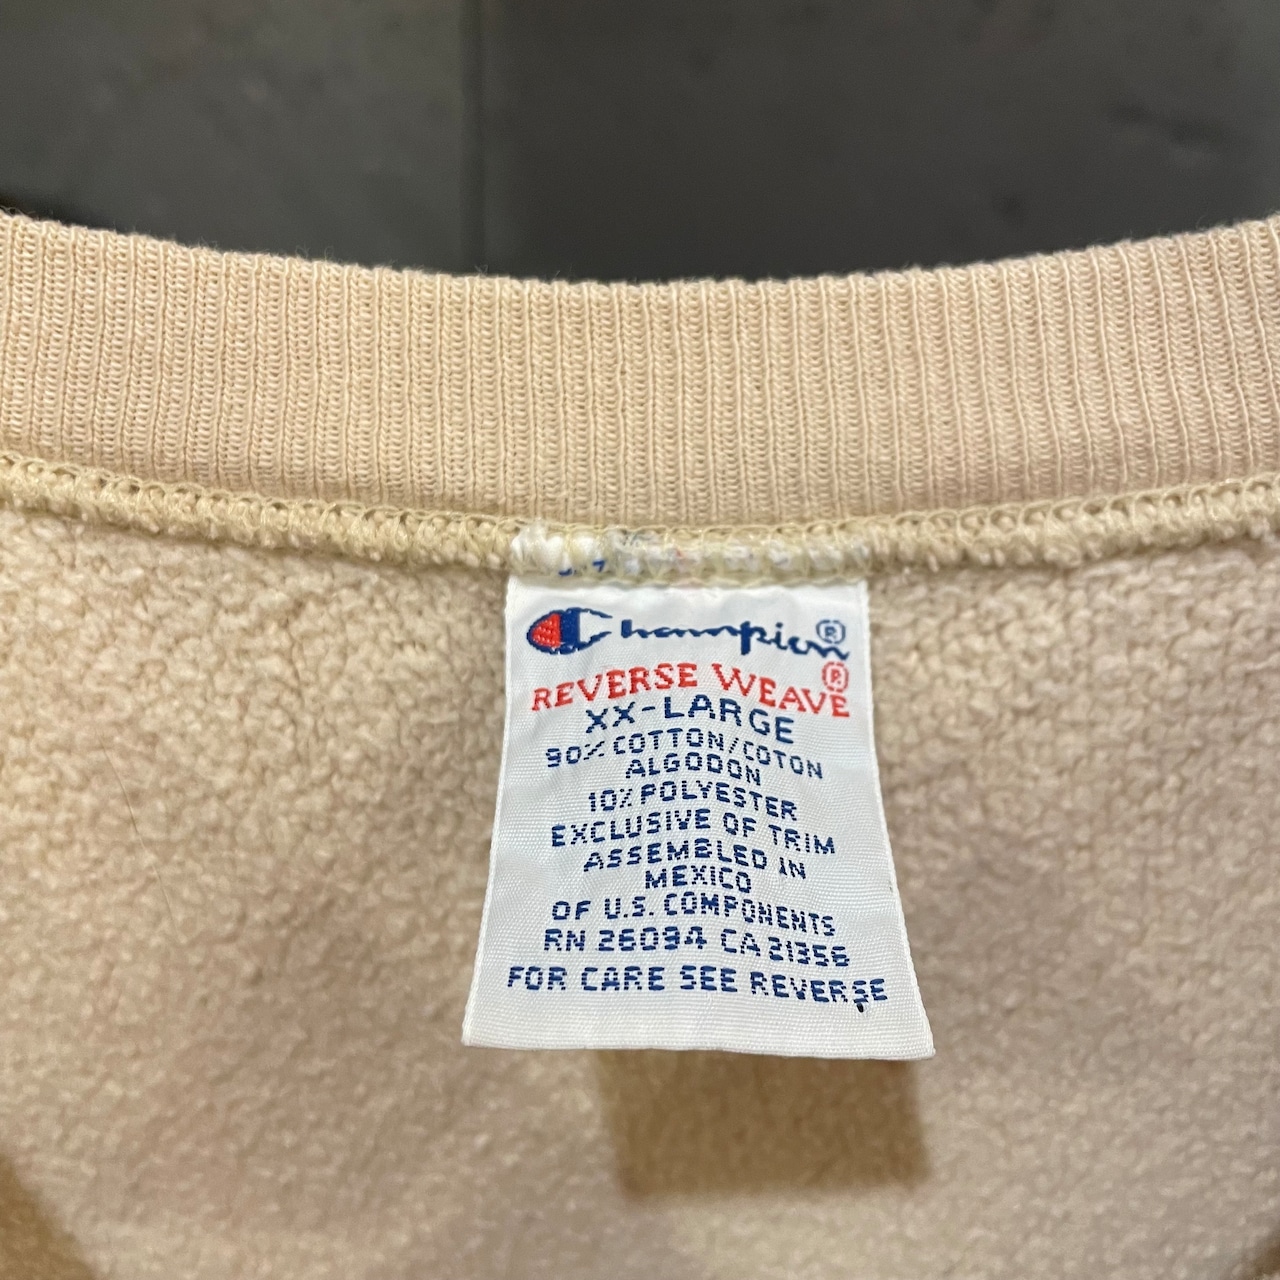 Champion®
REVERSE WEAVE®
XX-LARGE
90% COTTON/COTON
ALGODON
10% POLYESTER
EXCLUSIVE OF TRIM
ASSEMBLED IN
MEXICO
OF U.S. COMPONENTS
RN 26094 CA 21356
FOR CARE SEE REVERSE